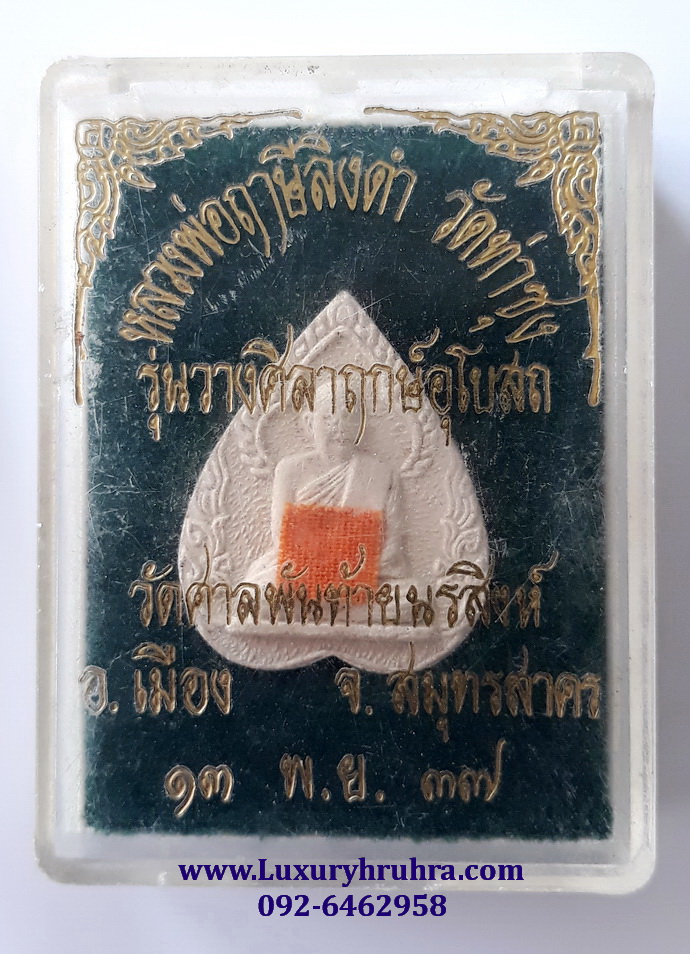 หลวงพ่อฤาษีลิงดำ วัดท่าซุง
รุ่นวางศิลาฤกษ์อุโบสถ
วัดศาลพันท้ายนรสิงห์
อ. เมือง จ. สมุทรสาคร
๑๓ พ.ย. ๓๗
www.Luxuryhruhra.com
092-6462958